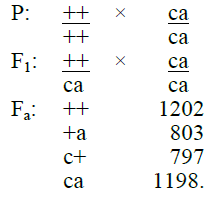 P: ++ × ca
++ ca
F1: ++ × ca
ca ca
Fa: ++ 1202
+a 803
c+ 797
ca 1198.